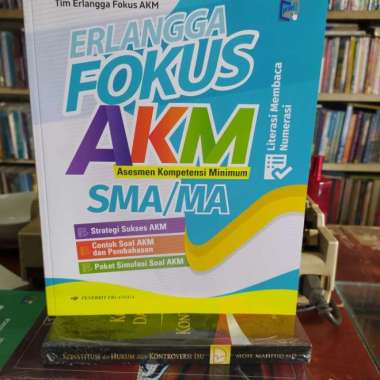 Tim Erlangga Fokus AKM
ERLANGGA
FOKUS
AKM
Asesmen Kompetensi Minimum
SMA/MA
Literasi Membaca
Numerasi
Strategi Sukses AKM
Contoh Soal AKM
dan Pembahasan
Paket Simulasi Soal AKM
PENERBIT ERLANGGA
KONSTITUSI DAN HUKUM DALAM KONTROVERSI ISU
MOH. MAHFUD MD